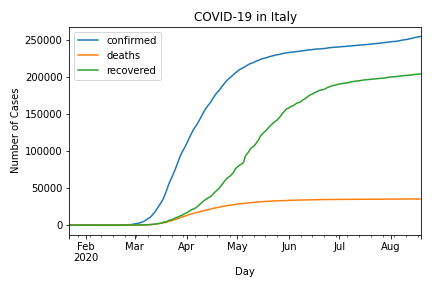 COVID-19 in Italy
confirmed
deaths
recovered
Number of Cases
250000
200000
150000
100000
50000
0
Feb Mar Apr May Jun Jul Aug
2020
Day